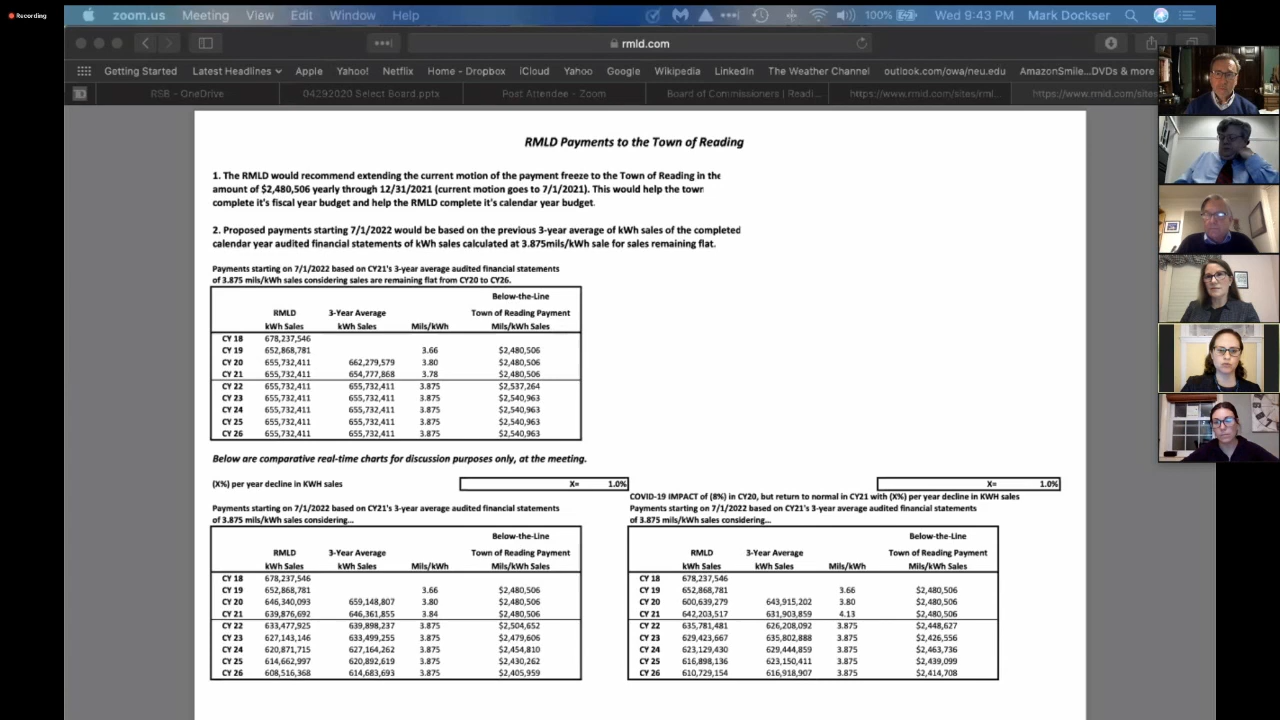 Recording
zoom.us Meeting View Edit Window Help 100% Wed 9:43 PM Mark Dockser
rmld.com
Getting Started Latest Headlines Apple Yahoo! Netflix Home - Dropbox iCloud Yahoo Google Wikipedia LinkedIn The Weather Channel outlook.com/owa/neu.edu AmazonSmile...DVDs & more
RSB - OneDrive 04292020 Select Board.pptx Post Attendee - Zoom Board of Commissioners | Readi... https://www.rmld.com/sites/rml... https://www.rmld.com/sites
RMLD Payments to the Town of Reading
1. The RMLD would recommend extending the current motion of the payment freeze to the Town of Reading in the
amount of $2,480,506 yearly through 12/31/2021 (current motion goes to 7/1/2021). This would help the town
complete it's fiscal year budget and help the RMLD complete it's calendar year budget.
2. Proposed payments starting 7/1/2022 would be based on the previous 3-year average of kWh sales of the completed
calendar year audited financial statements of kWh sales calculated at 3.875mils/kWh sale for sales remaining flat.
Payments starting on 7/1/2022 based on CY21's 3-year average audited financial statements
of 3.875 mils/kWh sales considering sales are remaining flat from CY20 to CY26.
Below-the-Line
RMLD 3-Year Average Town of Reading Payment
kWh Sales kWh Sales Mils/kWh Mils/kWh Sales
CY 18 678,237,546
CY 19 652,868,781 3.66 $2,480,506
CY 20 655,732,411 662,279,579 3.80 $2,480,506
CY 21 655,732,411 654,777,868 3.78 $2,480,506
CY 22 655,732,411 655,732,411 3.875 $2,537,264
CY 23 655,732,411 655,732,411 3.875 $2,540,963
CY 24 655,732,411 655,732,411 3.875 $2,540,963
CY 25 655,732,411 655,732,411 3.875 $2,540,963
CY 26 655,732,411 655,732,411 3.875 $2,540,963
Below are comparative real-time charts for discussion purposes only, at the meeting.
(X%) per year decline in KWH sales X= 1.0%
Payments starting on 7/1/2022 based on CY21's 3-year average audited financial statements
of 3.875 mils/kWh sales considering...
Below-the-Line
RMLD 3-Year Average Town of Reading Payment
kWh Sales kWh Sales Mils/kWh Mils/kWh Sales
CY 18 678,237,546
CY 19 652,868,781 3.66 $2,480,506
CY 20 646,340,093 659,148,807 3.80 $2,480,506
CY 21 639,876,692 646,361,855 3.84 $2,480,506
CY 22 633,477,925 639,898,237 3.875 $2,504,652
CY 23 627,143,146 633,499,255 3.875 $2,479,606
CY 24 620,871,715 627,164,262 3.875 $2,454,810
CY 25 614,662,997 620,892,619 3.875 $2,430,262
CY 26 608,516,368 614,683,693 3.875 $2,405,959
X= 1.0%
COVID-19 IMPACT of (8%) in CY20, but return to normal in CY21 with (X%) per year decline in KWH sales
Payments starting on 7/1/2022 based on CY21's 3-year average audited financial statements
of 3.875 mils/kWh sales considering...
Below-the-Line
RMLD 3-Year Average Town of Reading Payment
kWh Sales kWh Sales Mils/kWh Mils/kWh Sales
CY 18 678,237,546
CY 19 652,868,781 3.66 $2,480,506
CY 20 600,639,279 643,915,202 3.80 $2,480,506
CY 21 642,203,517 631,903,859 4.13 $2,480,506
CY 22 635,781,481 626,208,092 3.875 $2,448,627
CY 23 629,423,667 635,802,888 3.875 $2,426,556
CY 24 623,129,430 629,444,859 3.875 $2,463,736
CY 25 616,898,136 623,150,411 3.875 $2,439,099
CY 26 610,729,154 616,918,907 3.875 $2,414,708